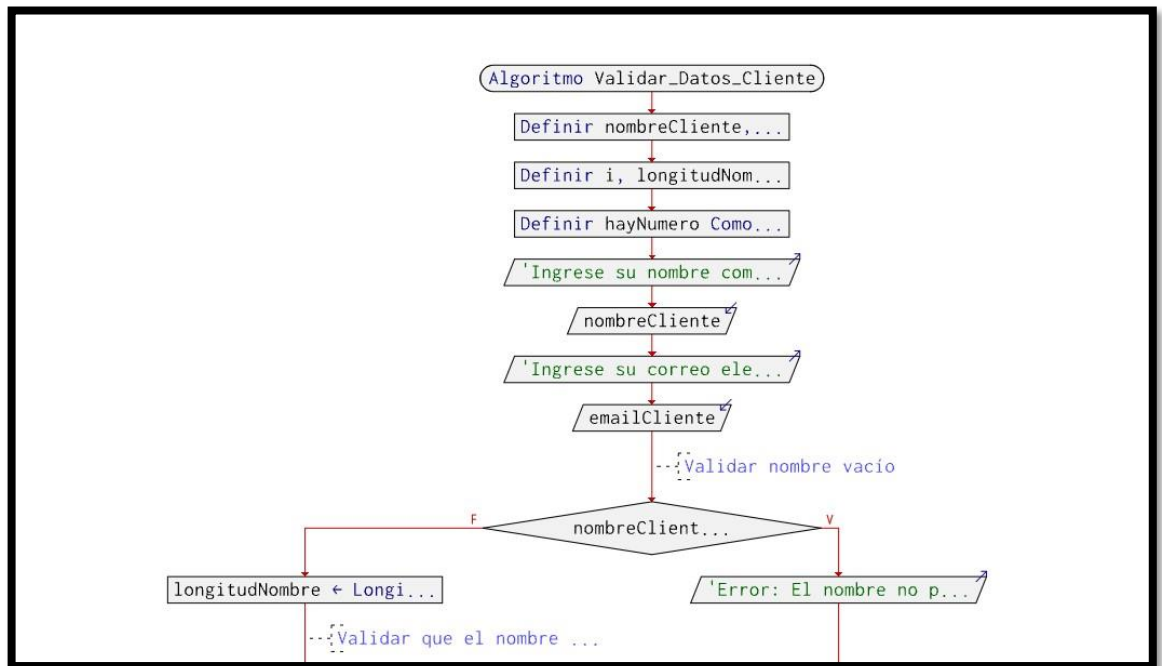 Algoritmo Validar_Datos_Cliente
Definir nombreCliente,...
Definir i, longitudNom...
Definir hayNumero Como...
'Ingrese su nombre com...
nombreCliente
'Ingrese su correo ele...
emailCliente
Validar nombre vacío
F
nombreClient...
V
longitudNombre ← Longi...
'Error: El nombre no p...
Validar que el nombre ...